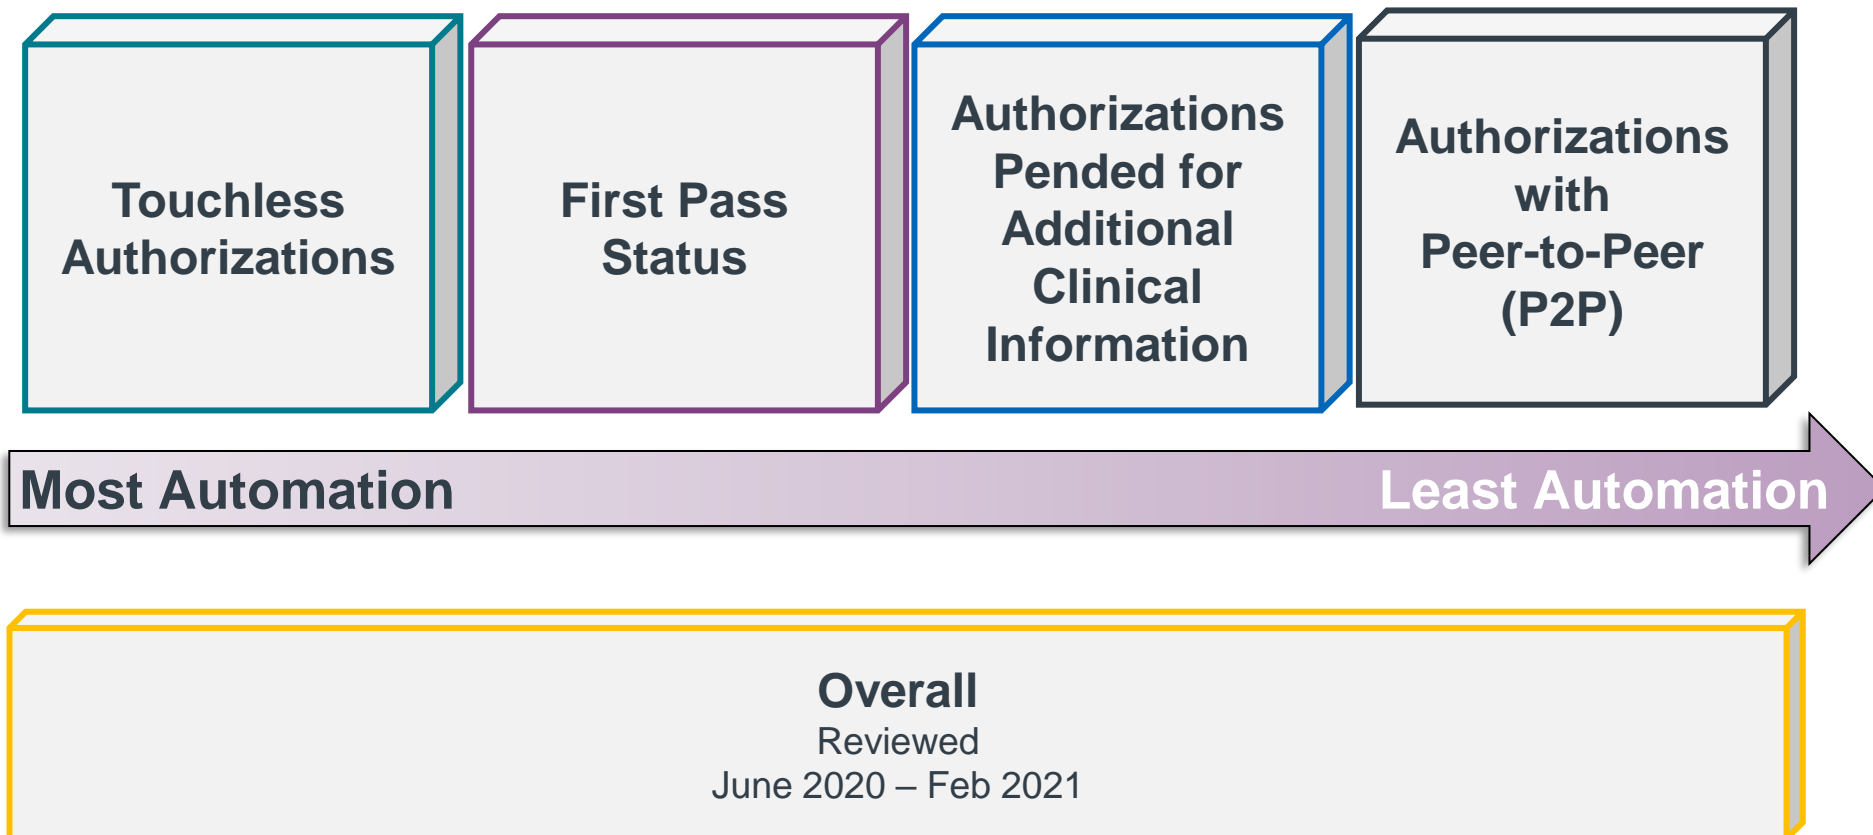 Touchless
Authorizations
First Pass
Status
Authorizations
Pended for
Additional
Clinical
Information
Authorizations
with
Peer-to-Peer
(P2P)
Most Automation
Least Automation
Overall
Reviewed
June 2020 – Feb 2021